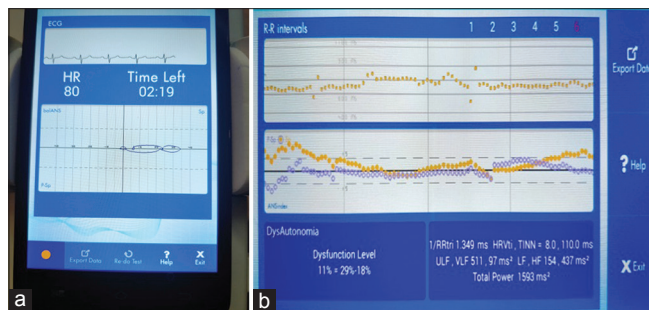 ECG
HR
80
Time Left
02:19
Export Data
Re-do Test
?
Help
X
Exit
a
R-R intervals
1 2 3 4 5
Export Data
? Help
X Exit
DysAutonomia
Dysfunction Level
11% = 29%-18%
1/RRtn 1.349 ms HRVti , TINN = 8.0, 110.0 ms
ULF , VLF 511 , 97 ms² LF , HF 154 , 437 ms²
Total Power 1593 ms²
b